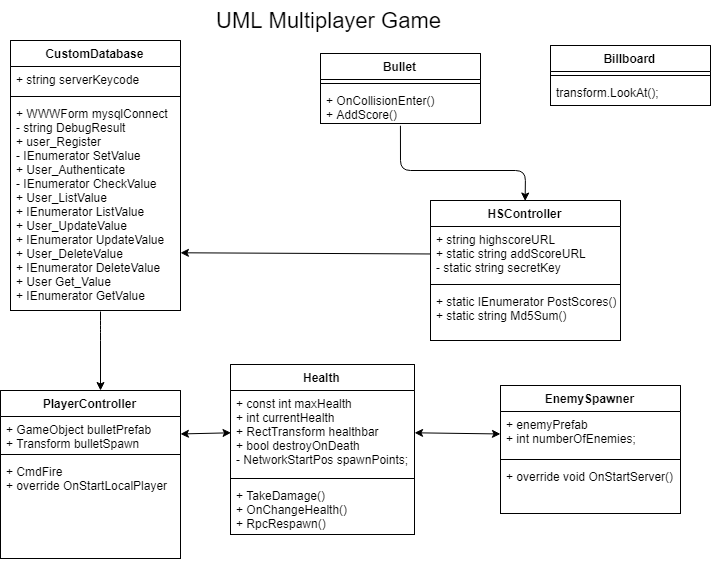 UML Multiplayer Game
CustomDatabase
+ string serverKeycode
+ WWWForm mysqlConnect
- string DebugResult
+ user_Register
- IEnumerator SetValue
+ User_Authenticate
- IEnumerator CheckValue
+ User_ListValue
+ IEnumerator ListValue
+ User_UpdateValue
+ IEnumerator UpdateValue
+ User_DeleteValue
+ IEnumerator DeleteValue
+ User Get_Value
+ IEnumerator GetValue
Bullet
+ OnCollisionEnter()
+ AddScore()
Billboard
transform.LookAt();
HSController
+ string highscoreURL
+ static string addScoreURL
- static string secretKey
+ static IEnumerator PostScores()
+ static string Md5Sum()
PlayerController
+ GameObject bulletPrefab
+ Transform bulletSpawn
+ CmdFire
+ override OnStartLocalPlayer
Health
+ const int maxHealth
+ int currentHealth
+ RectTransform healthbar
+ bool destroyOnDeath
- NetworkStartPos spawnPoints;
+ TakeDamage()
+ OnChangeHealth()
+ RpcRespawn()
EnemySpawner
+ enemyPrefab
+ int numberOfEnemies;
+ override void OnStartServer()